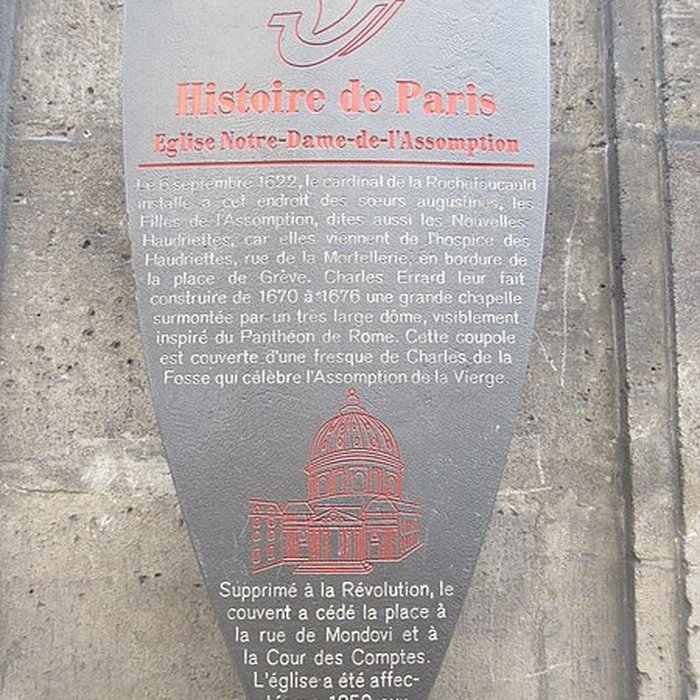 Histoire de Paris
Eglise Notre-Dame-de-l'Assomption
Le 6 septembre 1622, le cardinal de la Rochefoucauld
installe à cet endroit des sœurs augustines, les
Filles de l'Assomption, dites aussi les Nouvelles
Haudriettes, car elles viennent de l'hospice des
Haudriettes, rue de la Mortellerie, en bordure de
la place de Grève. Charles Errard leur fait
construire de 1670 à 1676 une grande chapelle
surmontée par un très large dôme, visiblement
inspiré du Panthéon de Rome. Cette coupole
est couverte d'une fresque de Charles de la
Fosse qui célèbre l'Assomption de la Vierge.
Supprimé à la Révolution, le
couvent a cédé la place à
la rue de Mondovi et à
la Cour des Comptes.
L'église a été affec-